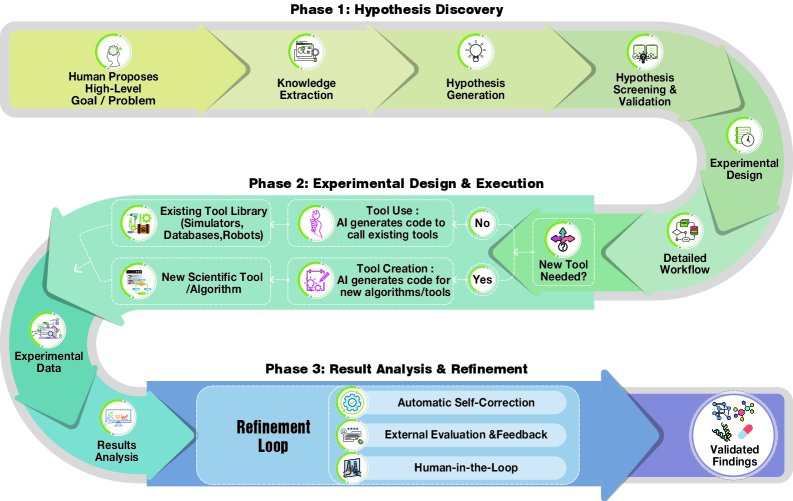 Phase 1: Hypothesis Discovery
Human Proposes
High-Level
Goal / Problem
Knowledge
Extraction
Hypothesis
Generation
Hypothesis
Screening &
Validation
Experimental
Design
Phase 2: Experimental Design & Execution
Detailed
Workflow
New Tool
Needed?
No
Tool Use :
AI generates code to
call existing tools
Existing Tool Library
(Simulators,
Databases,Robots)
Yes
Tool Creation :
AI generates code for
new algorithms/tools
New Scientific Tool
/Algorithm
Experimental
Data
Results
Analysis
Phase 3: Result Analysis & Refinement
Refinement
Loop
Automatic Self-Correction
External Evaluation &Feedback
Human-in-the-Loop
Validated
Findings